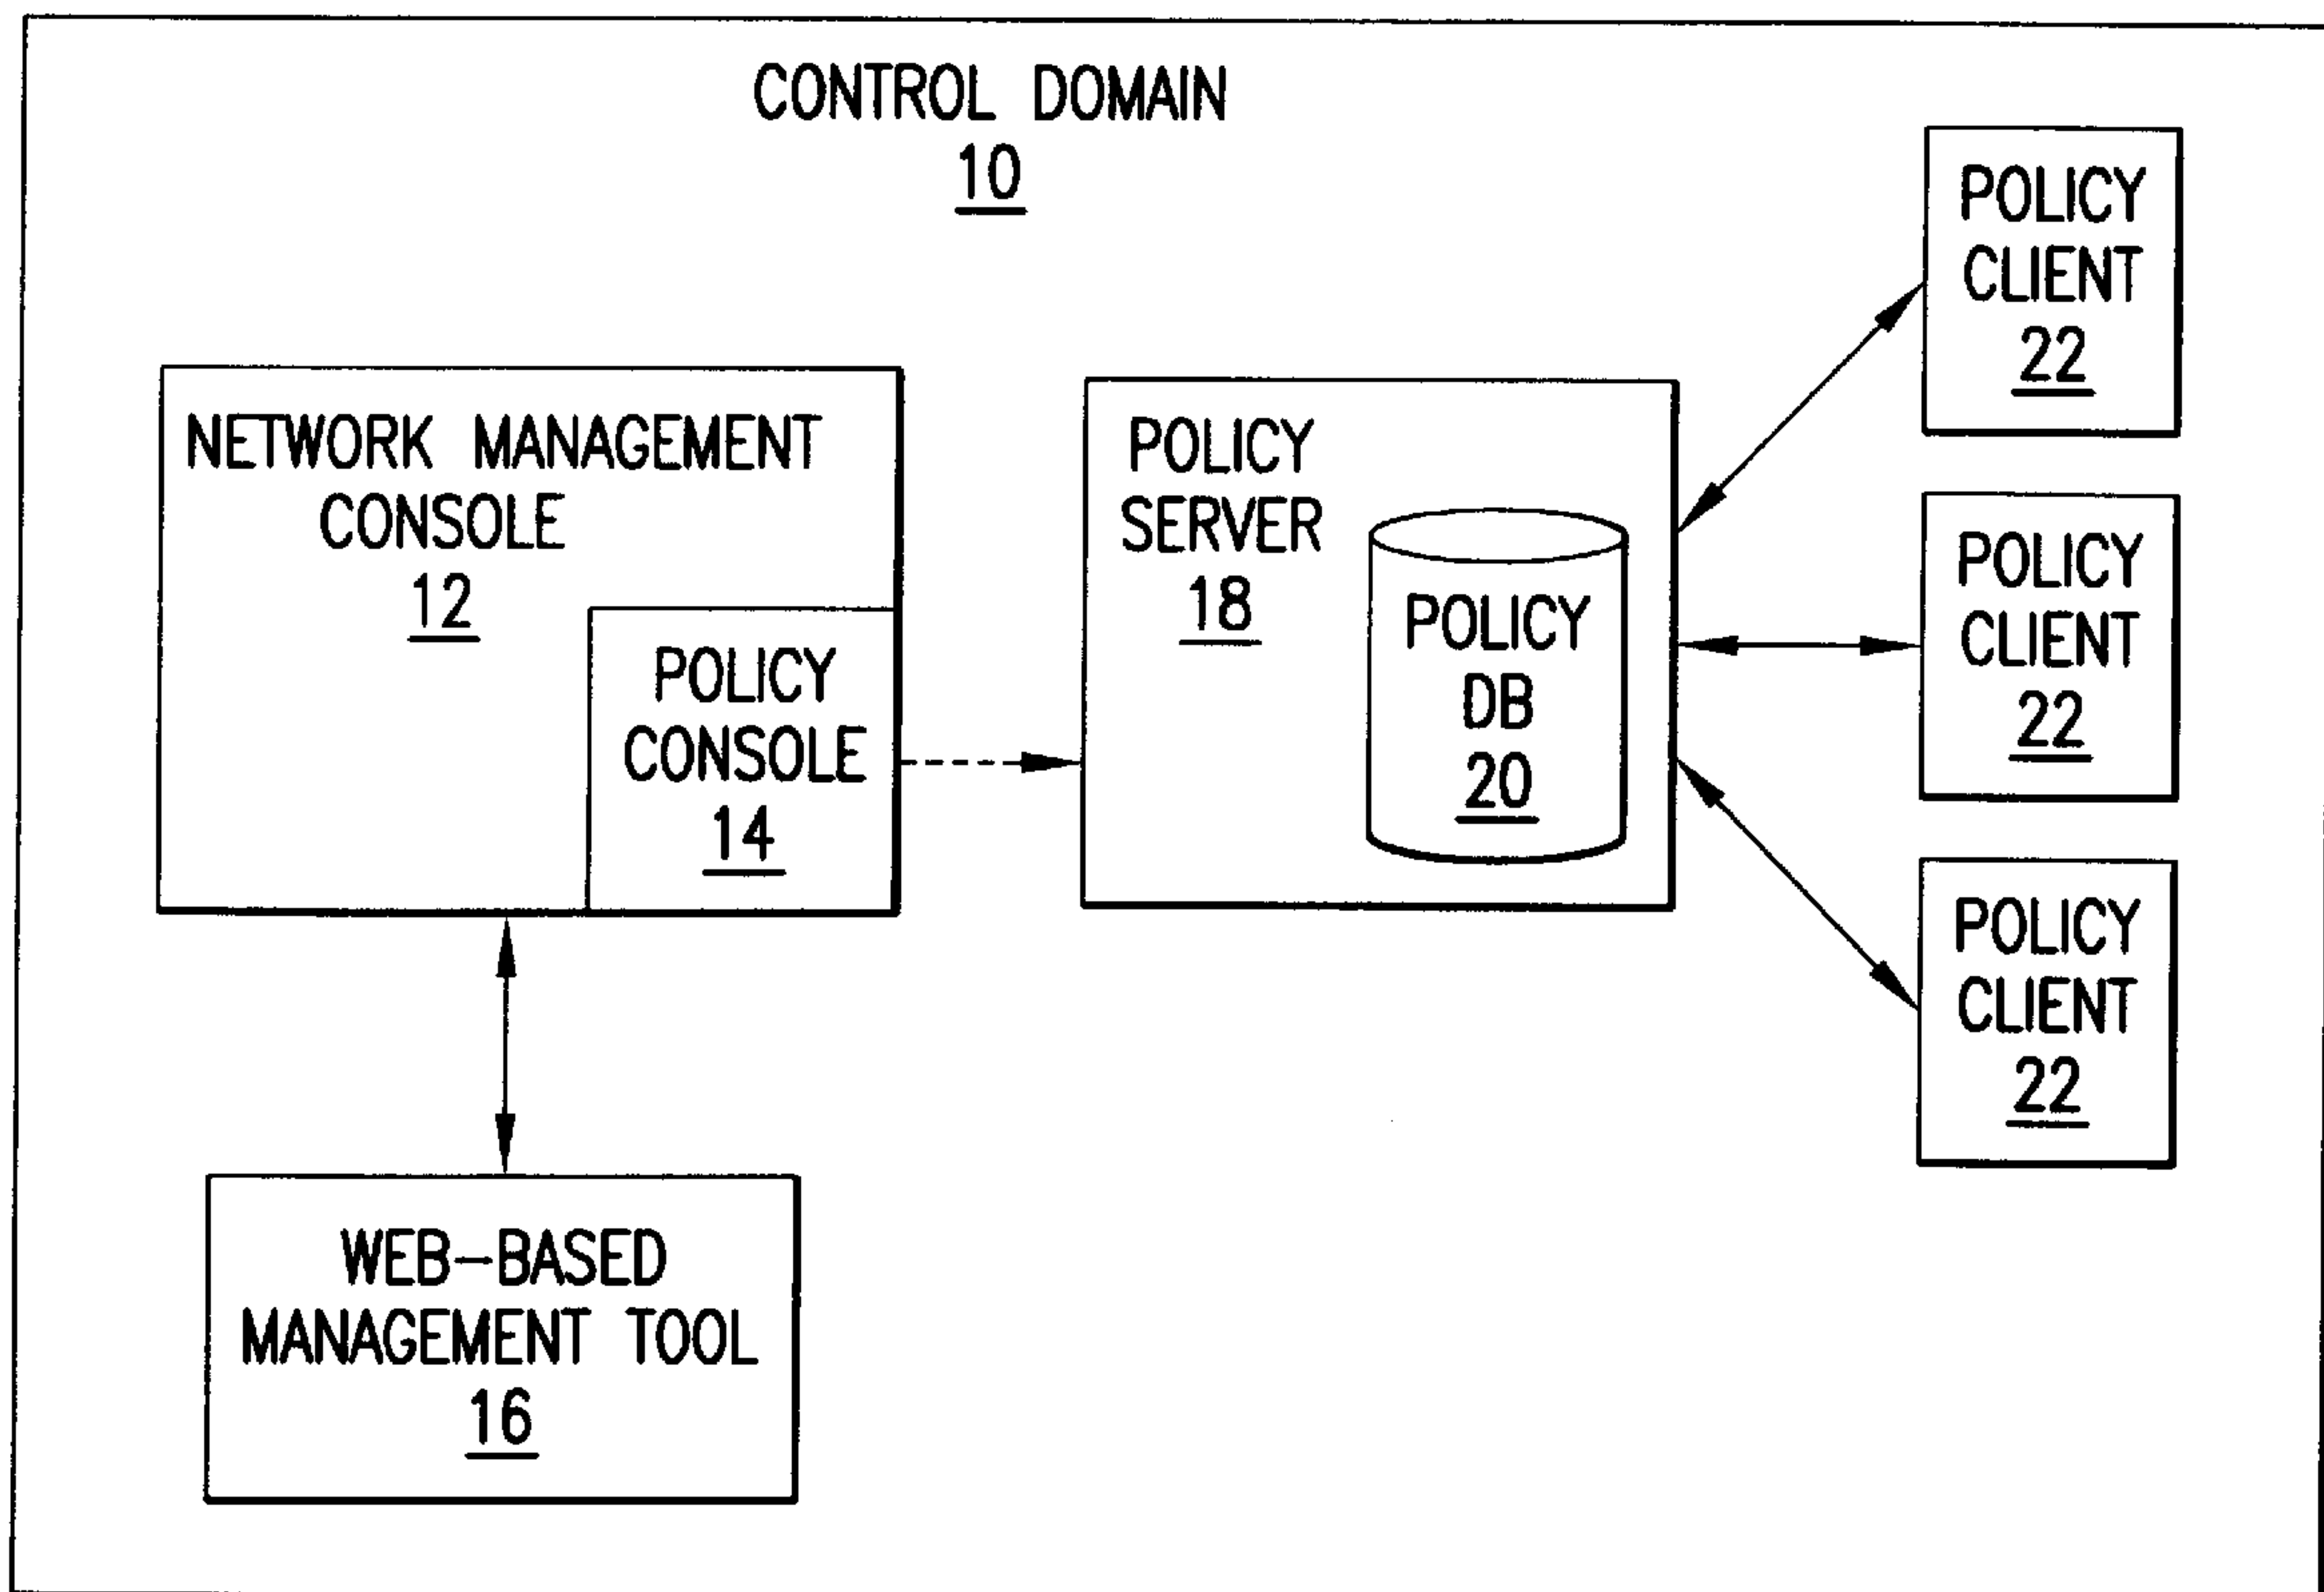 CONTROL DOMAIN
10
NETWORK MANAGEMENT
CONSOLE
12
POLICY
CONSOLE
14
WEB-BASED
MANAGEMENT TOOL
16
POLICY
SERVER
18
POLICY
DB
20
POLICY
CLIENT
22
POLICY
CLIENT
22
POLICY
CLIENT
22